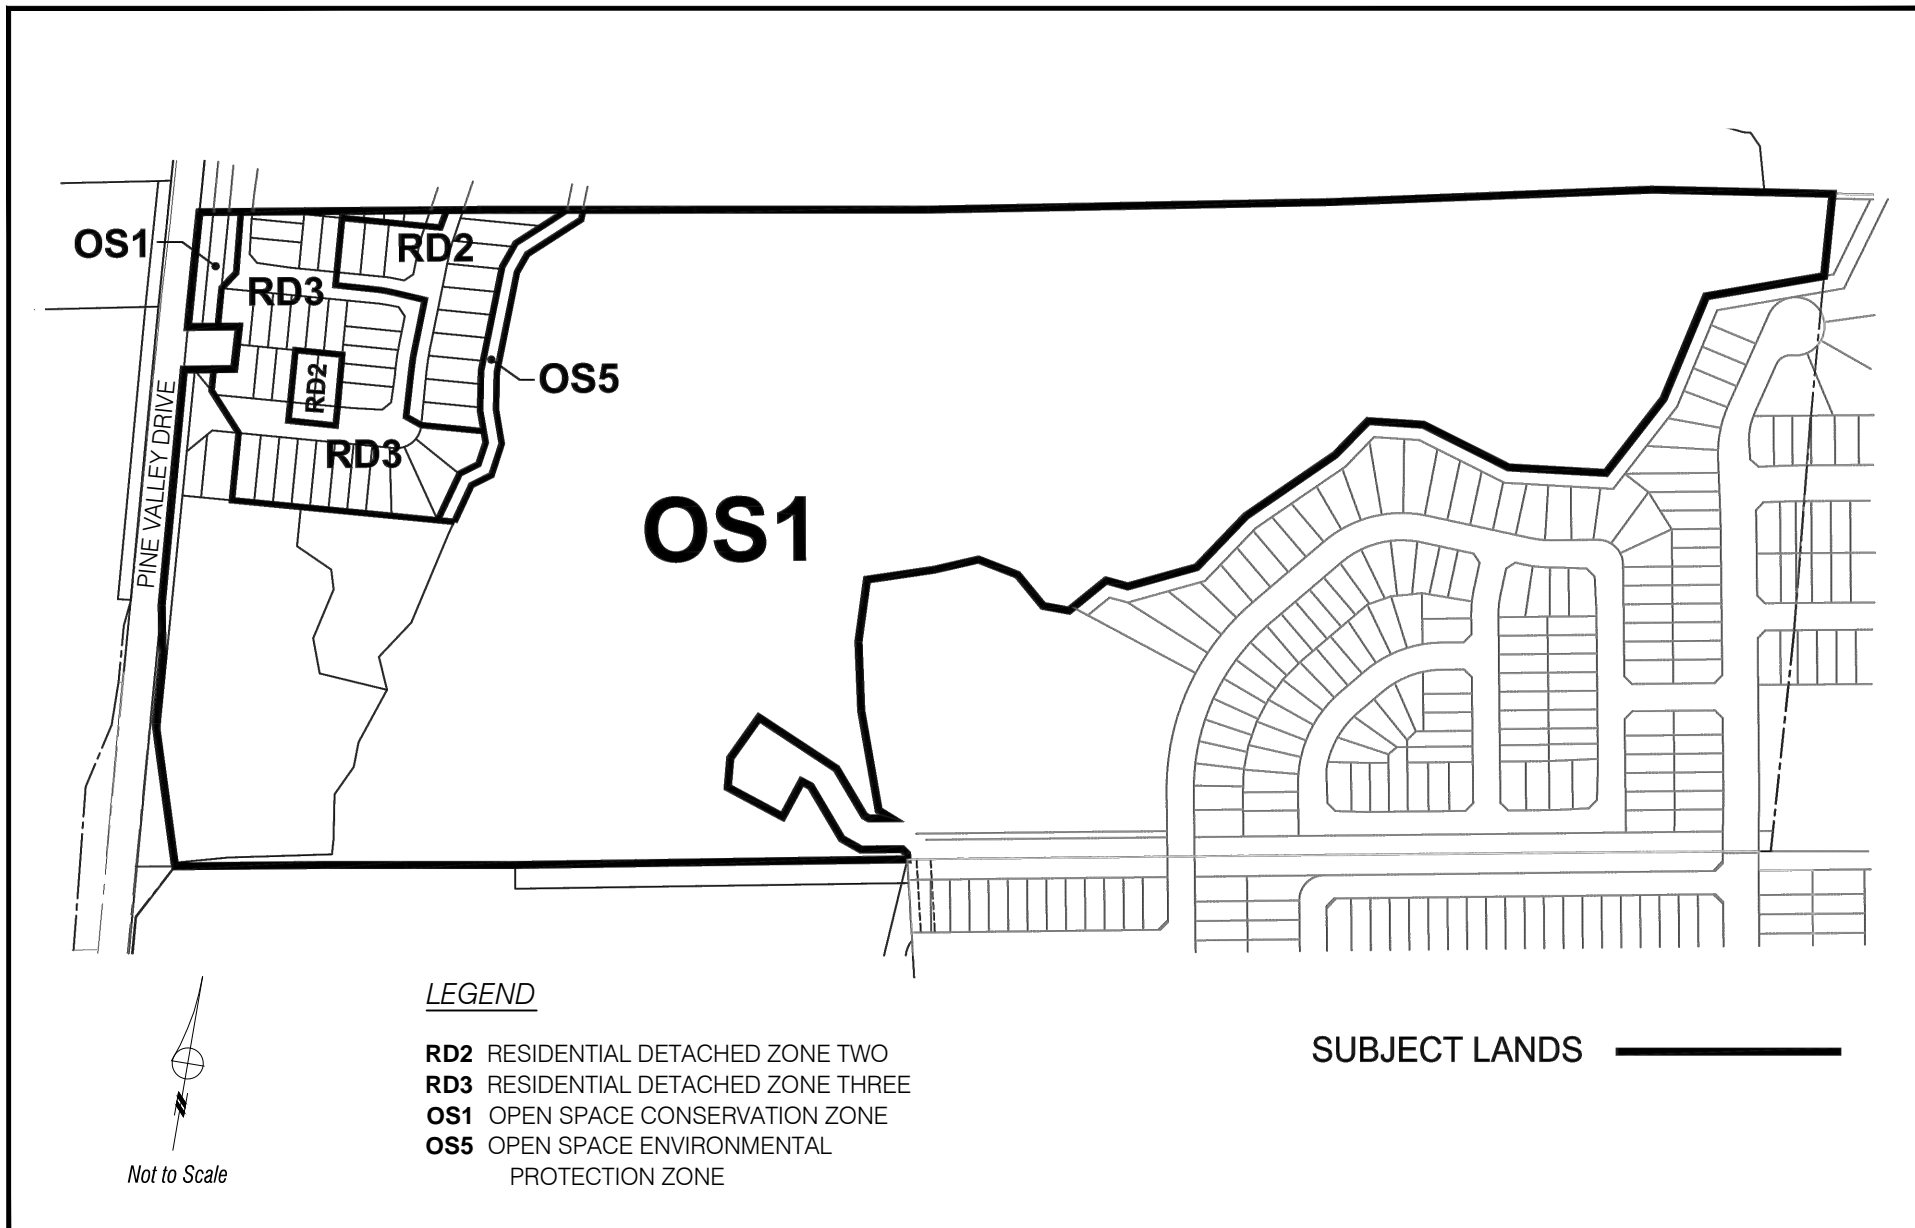 OS1
RD2
RD3
RD2
OS5
RD3
PINE VALLEY DRIVE
OS1
LEGEND
RD2 RESIDENTIAL DETACHED ZONE TWO
RD3 RESIDENTIAL DETACHED ZONE THREE
OS1 OPEN SPACE CONSERVATION ZONE
OS5 OPEN SPACE ENVIRONMENTAL
PROTECTION ZONE
SUBJECT LANDS
Not to Scale